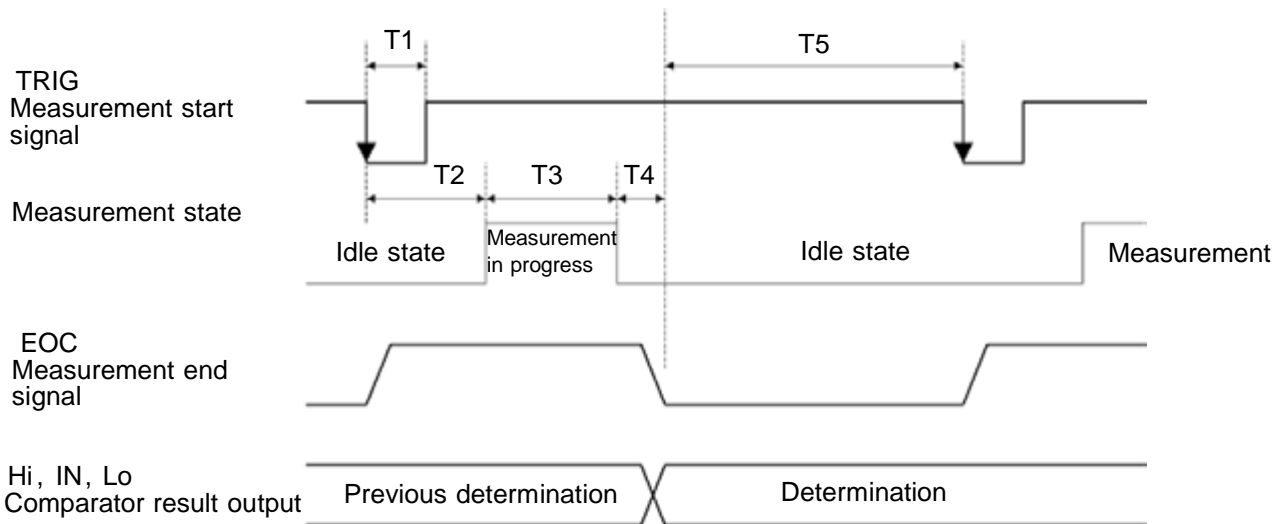 T1
T5
TRIG
Measurement start
signal
T2
T3
T4
Measurement state
Idle state
Measurement
in progress
Idle state
Measurement
EOC
Measurement end
signal
Hi, IN, Lo
Comparator result output
Previous determination
Determination